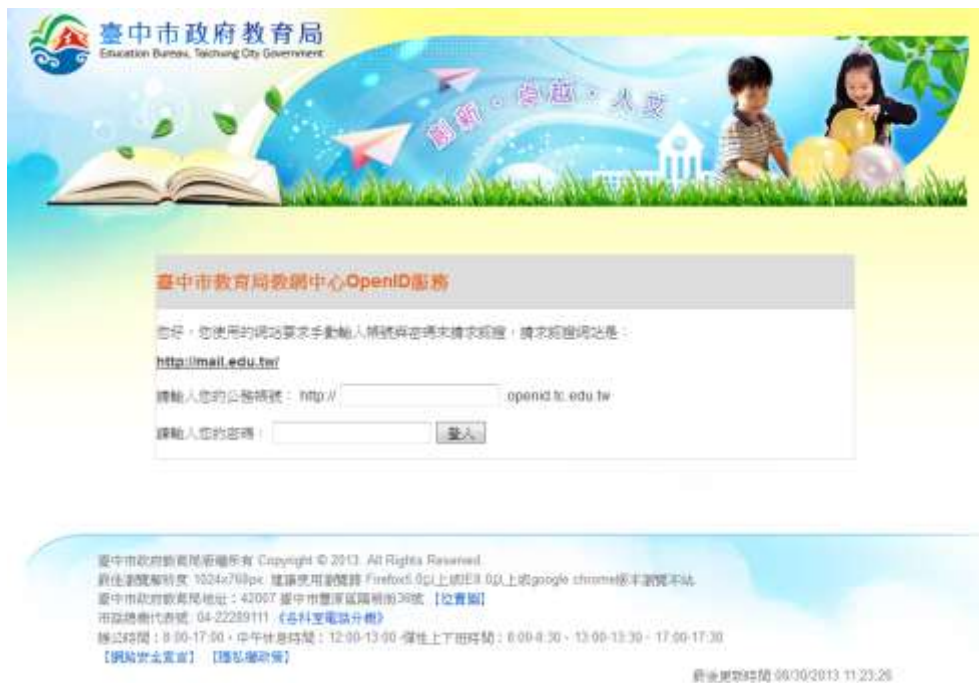 臺中市政府教育局
Education Bureau, Taichung City Government
創新。卓越。人文
臺中市教育局教網中心OpenID服務
您好，您使用的網站要求手動輸入帳號與密碼來請求認證，請求認證網站是：
http://mail.edu.tw/
請輸入您的公務帳號： http:// .openid.tc.edu.tw
請輸入您的密碼： 登入
臺中市政府教育局版權所有 Copyright © 2013. All Rights Reserved.
最佳瀏覽解析度 1024x768px 建議使用瀏覽器 Firefox5.0以上或IE8.0以上或google chrome版本瀏覽本站
臺中市政府教育局地址：42007 臺中市豐原區陽明街36號 【位置圖】
市話總機代表號 04-22289111 《各科室電話分機》
辦公時間：8:00-17:00，中午休息時間：12:00-13:00 彈性上下班時間：8:00-8:30、13:00-13:30、17:00-17:30
【網站安全宣言】 【隱私權政策】
最後更新時間 08/30/2013 11:23:26